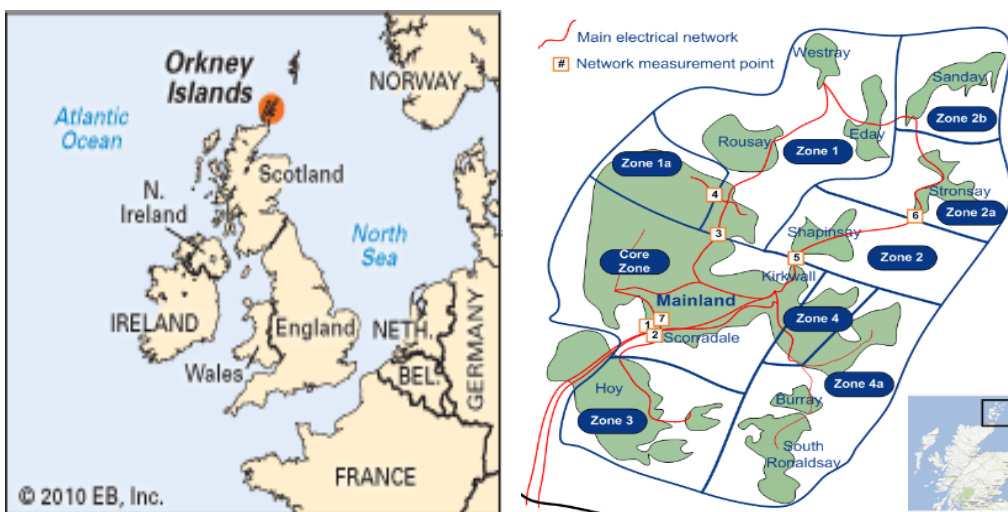 Orkney
Islands
NORWAY
Atlantic
Ocean
Scotland
N.
Ireland
North
Sea
IRELAND
England
NETH.
Wales
BEL.
GERMANY
FRANCE
© 2010 EB, Inc.
Main electrical network
# Network measurement point
Westray
Sanday
Zone 2b
Rousay
Eday
Zone 1
Zone 1a
4
Stronsay
6
Zone 2a
3
Shapinsay
Core
Zone
5
Zone 2
Kirkwall
Mainland
7
1
2
Scorradale
Zone 4
Hoy
Zone 4a
Burray
Zone 3
South
Ronaldsay